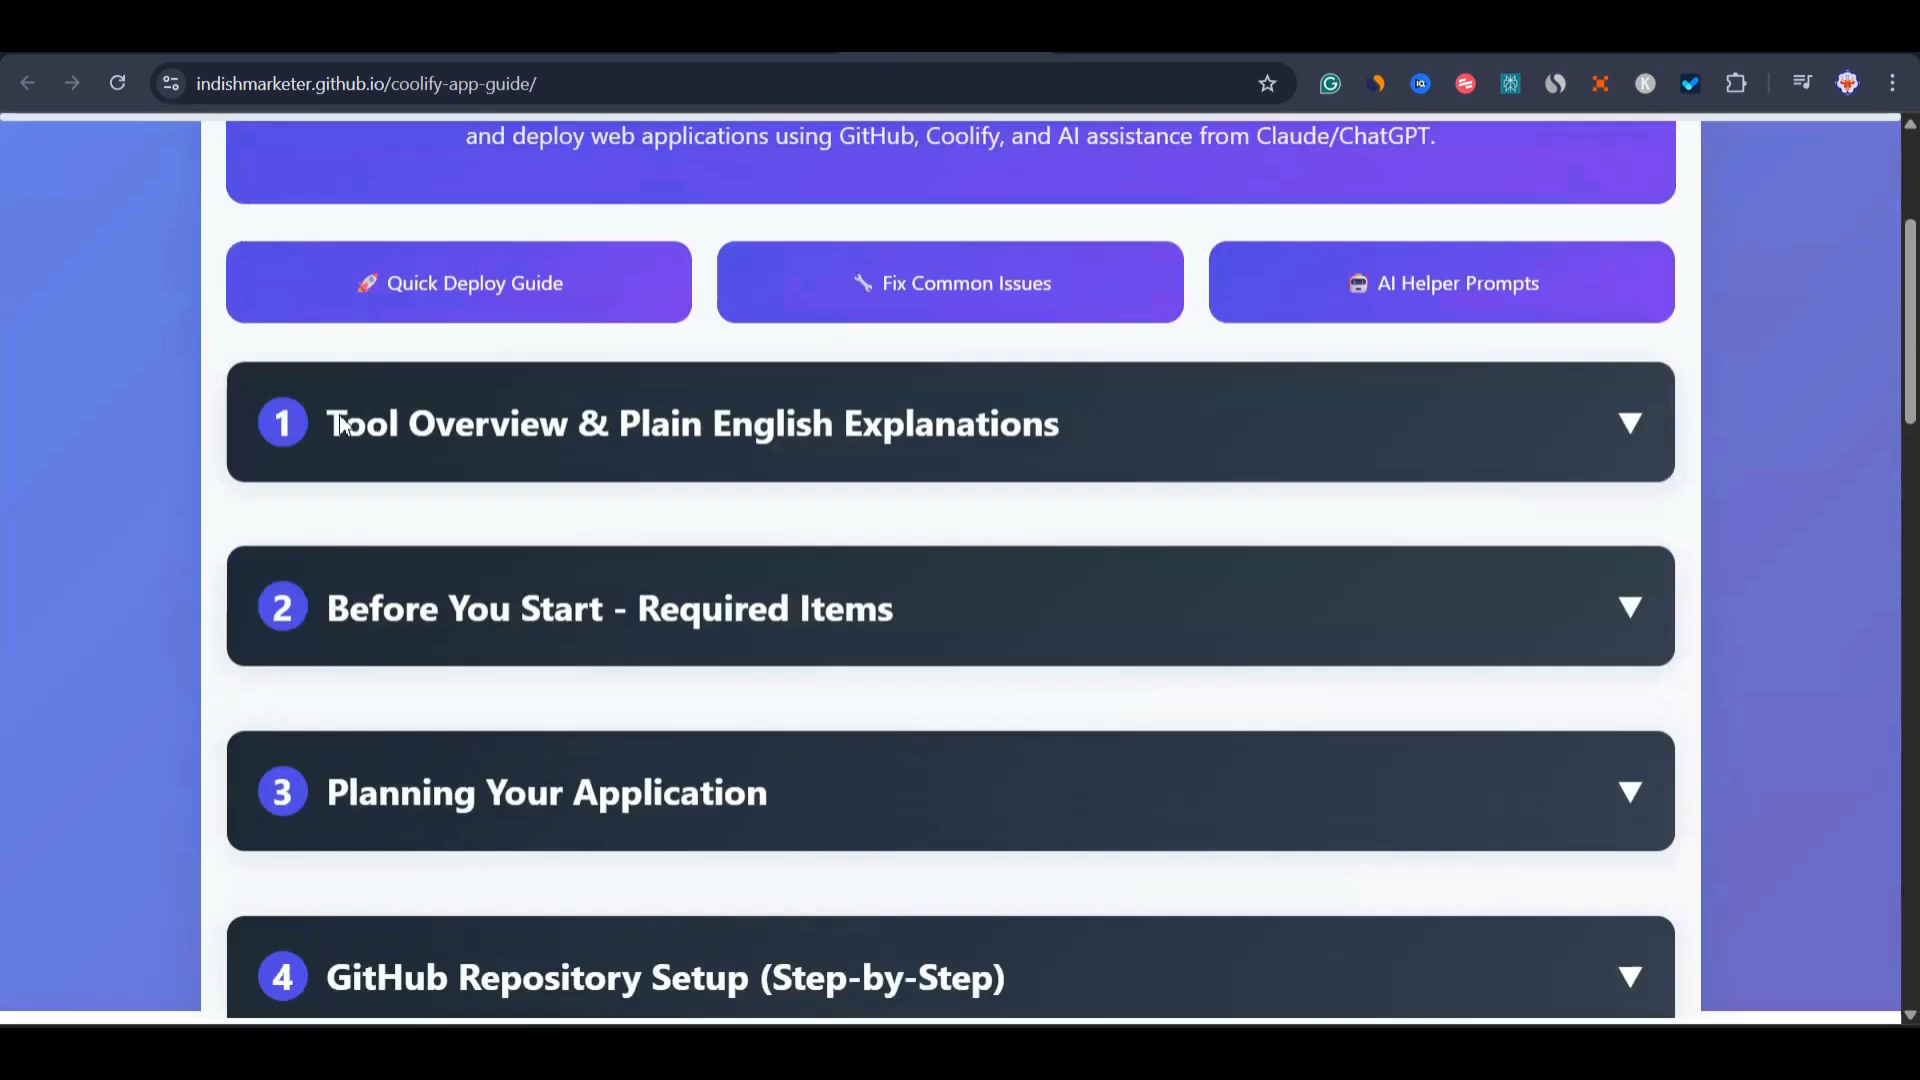 indishmarketer.github.io/coolify-app-guide/
and deploy web applications using GitHub, Coolify, and AI assistance from Claude/ChatGPT.
🚀 Quick Deploy Guide
🔧 Fix Common Issues
🤖 AI Helper Prompts
1 Tool Overview & Plain English Explanations ▼
2 Before You Start - Required Items ▼
3 Planning Your Application ▼
4 GitHub Repository Setup (Step-by-Step) ▼